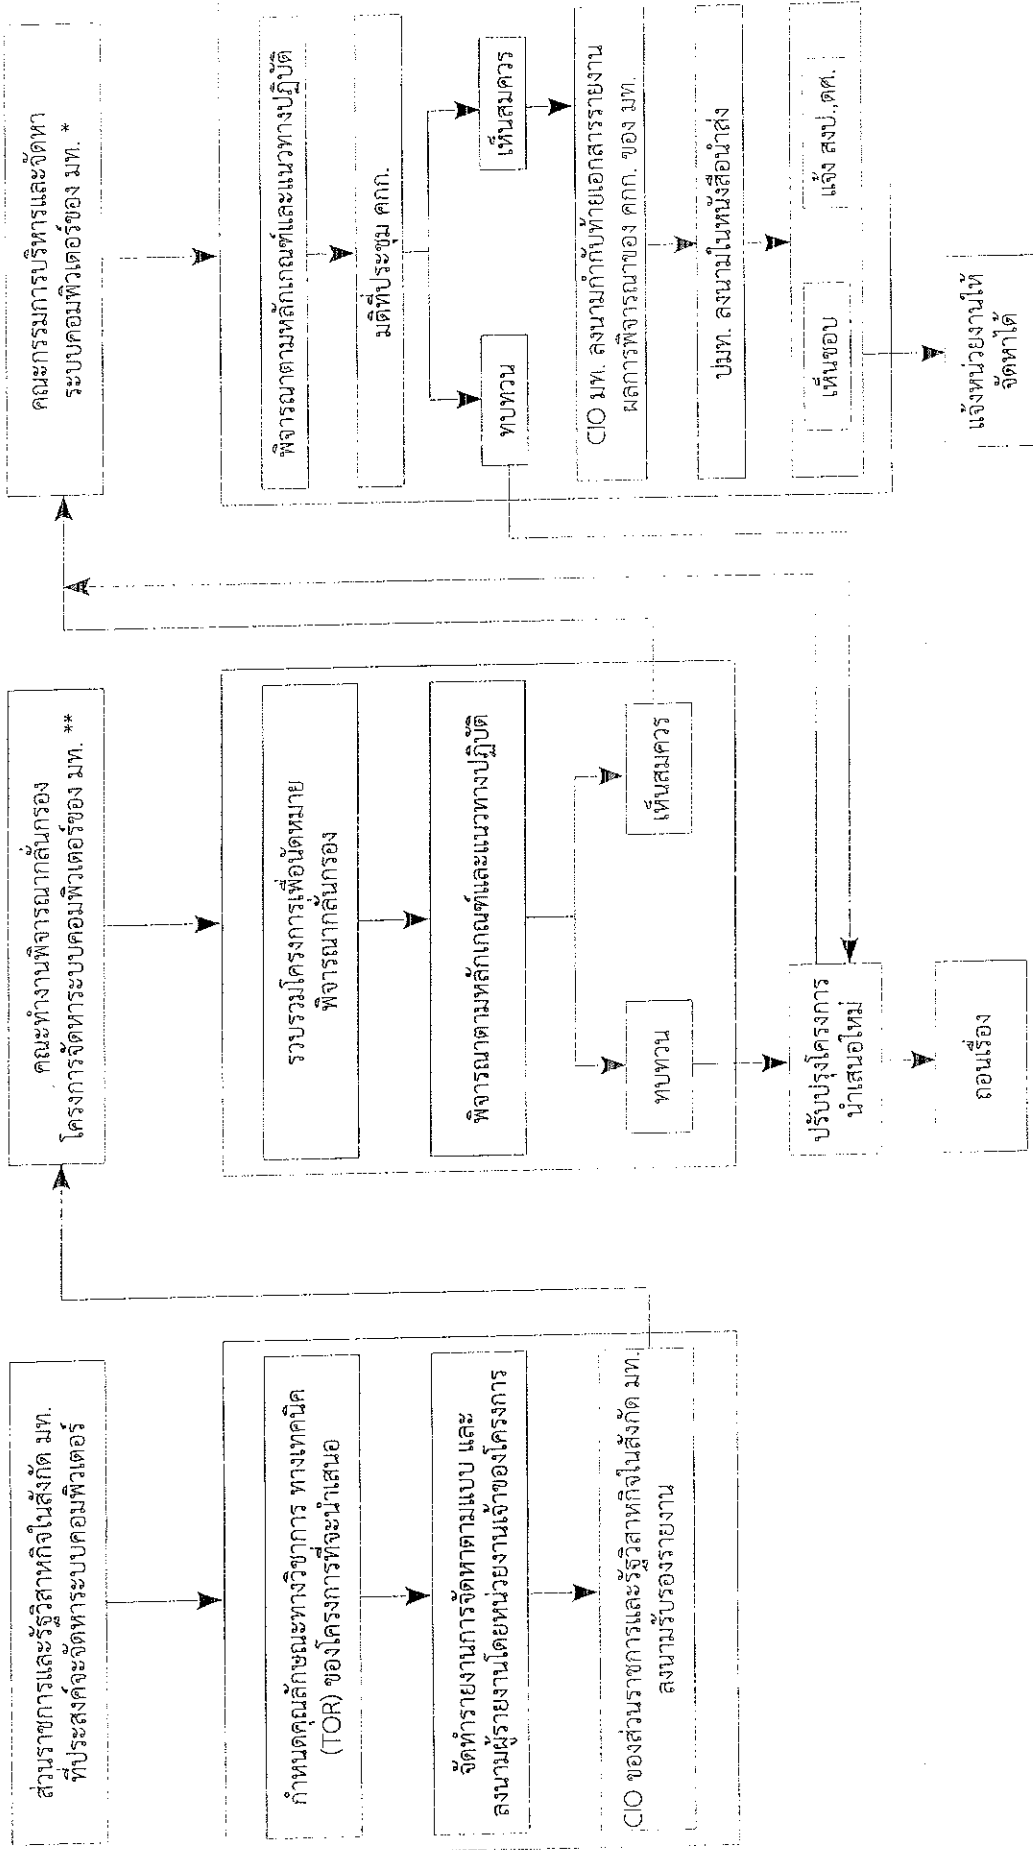 ส่วนราชการและรัฐวิสาหกิจในสังกัด มท.
ที่ประสงค์จะจัดหาระบบคอมพิวเตอร์
กำหนดคุณลักษณะทางวิชาการ ทางเทคนิค
(TOR) ของโครงการที่จะนำเสนอ
จัดทำรายงานการจัดหาตามแบบ และ
ลงนามผู้รายงานโดยหน่วยงานเจ้าของโครงการ
CIO ของส่วนราชการและรัฐวิสาหกิจในสังกัด มท.
ลงนามรับรองรายงาน
คณะทำงานพิจารณากลั่นกรอง
โครงการจัดหาระบบคอมพิวเตอร์ของ มท. **
รวบรวมโครงการเพื่อนัดหมาย
พิจารณากลั่นกรอง
พิจารณาตามหลักเกณฑ์และแนวทางปฏิบัติ
ทบทวน
เห็นสมควร
ปรับปรุงโครงการ
นำเสนอใหม่
ถอนเรื่อง
คณะกรรมการบริหารและจัดหา
ระบบคอมพิวเตอร์ของ มท. *
พิจารณาตามหลักเกณฑ์และแนวทางปฏิบัติ
มติที่ประชุม คกก.
ทบทวน
เห็นสมควร
CIO มท. ลงนามกำกับท้ายเอกสารรายงาน
ผลการพิจารณาของ คกก. ของ มท.
ปมท. ลงนามในหนังสือนำส่ง
เห็นชอบ
แจ้ง สงป.,ดศ.
แจ้งหน่วยงานให้
จัดหาได้